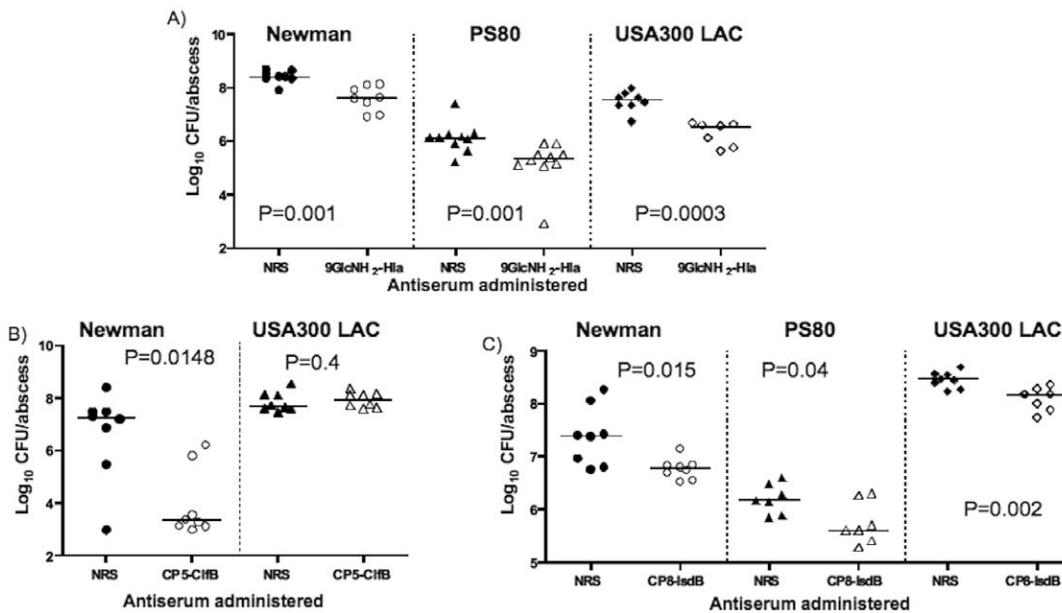 A)
Newman PS80 USA300 LAC
10
8
6
4
2
Log10 CFU/abscess
P=0.001 P=0.001 P=0.0003
NRS 9GlcNH2-Hla NRS 9GlcNH2-Hla NRS 9GlcNH2-Hla
Antiserum administered
B)
Newman USA300 LAC
P=0.0148 P=0.4
10
8
6
4
2
Log10 CFU/abscess
NRS CP5-ClfB NRS CP5-ClfB
Antiserum administered
C)
Newman PS80 USA300 LAC
P=0.015 P=0.04
9
8
7
6
5
Log10 CFU/abscess
P=0.002
NRS CP8-IsdB NRS CP8-IsdB NRS CP8-IsdB
Antiserum administered